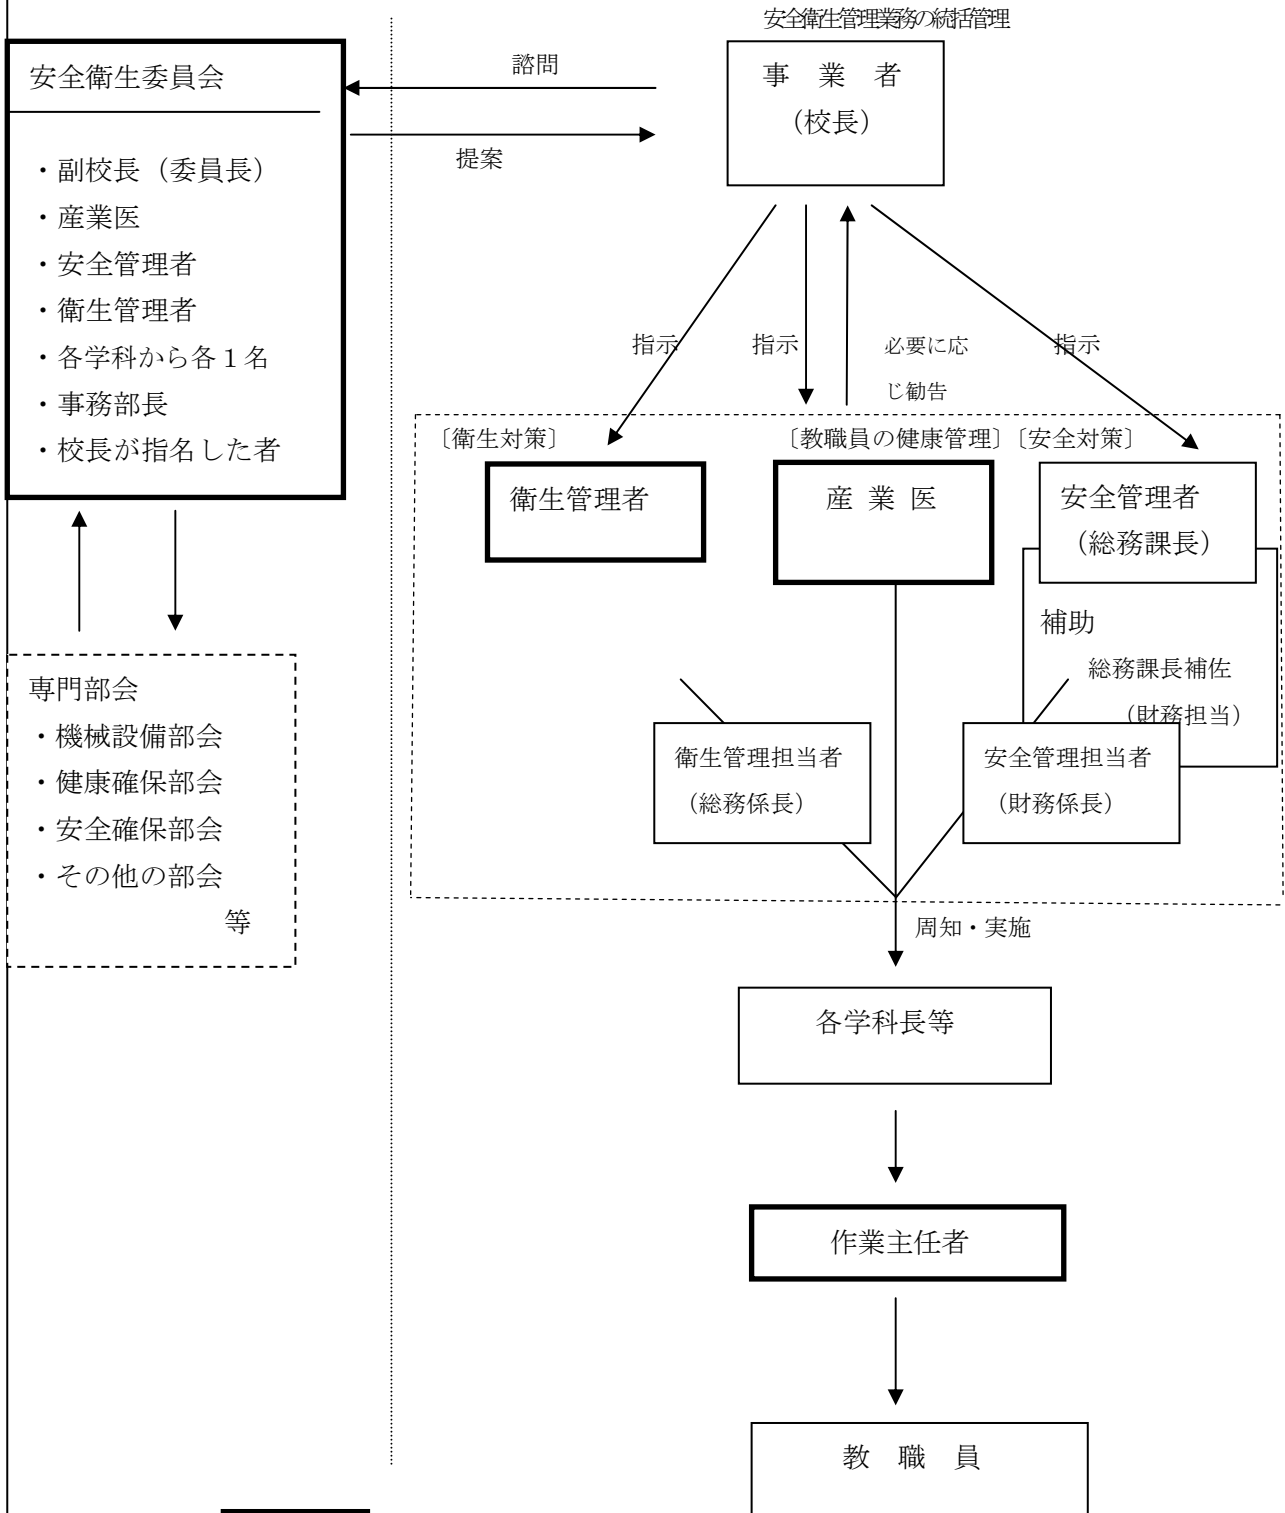 安全衛生管理業務の統括管理
安全衛生委員会
・副校長（委員長）
・産業医
・安全管理者
・衛生管理者
・各学科から各１名
・事務部長
・校長が指名した者
諮問
提案
事　業　者
（校長）
指示
指示
必要に応
じ勧告
指示
〔衛生対策〕
〔教職員の健康管理〕
〔安全対策〕
衛生管理者
産 業 医
安全管理者
（総務課長）
補助
総務課長補佐
（財務担当）
衛生管理担当者
（総務係長）
安全管理担当者
（財務係長）
専門部会
・機械設備部会
・健康確保部会
・安全確保部会
・その他の部会
等
周知・実施
各学科長等
作業主任者
教　職　員